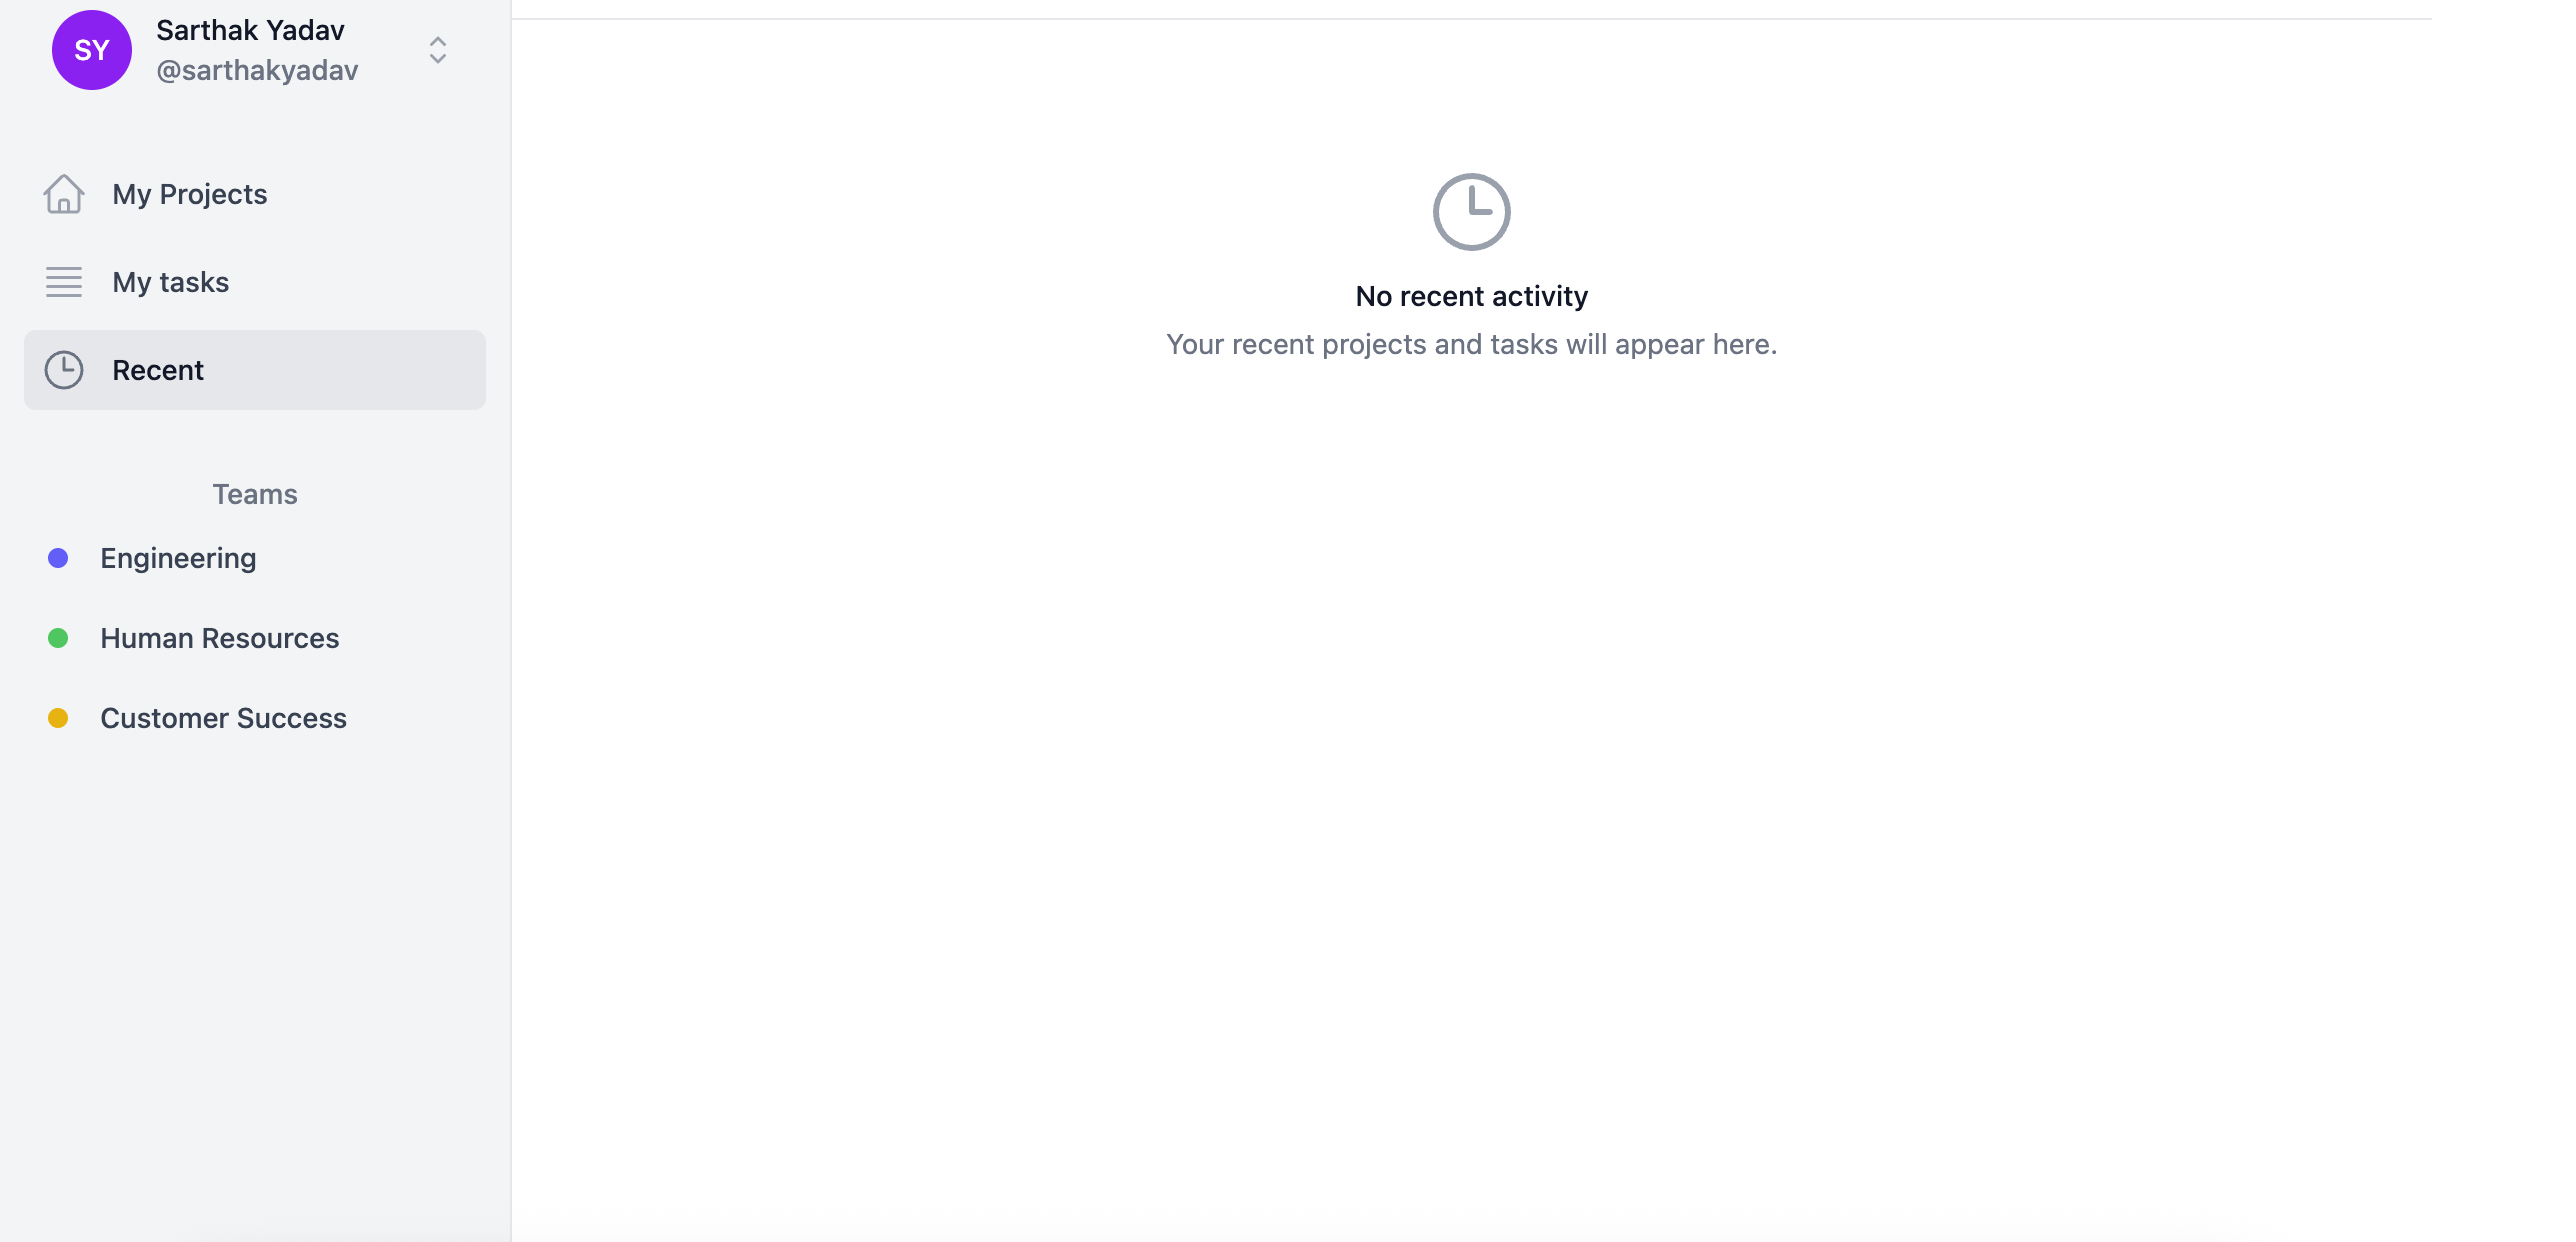 SY
Sarthak Yadav
@sarthakyadav
My Projects
My tasks
Recent
Teams
Engineering
Human Resources
Customer Success
No recent activity
Your recent projects and tasks will appear here.